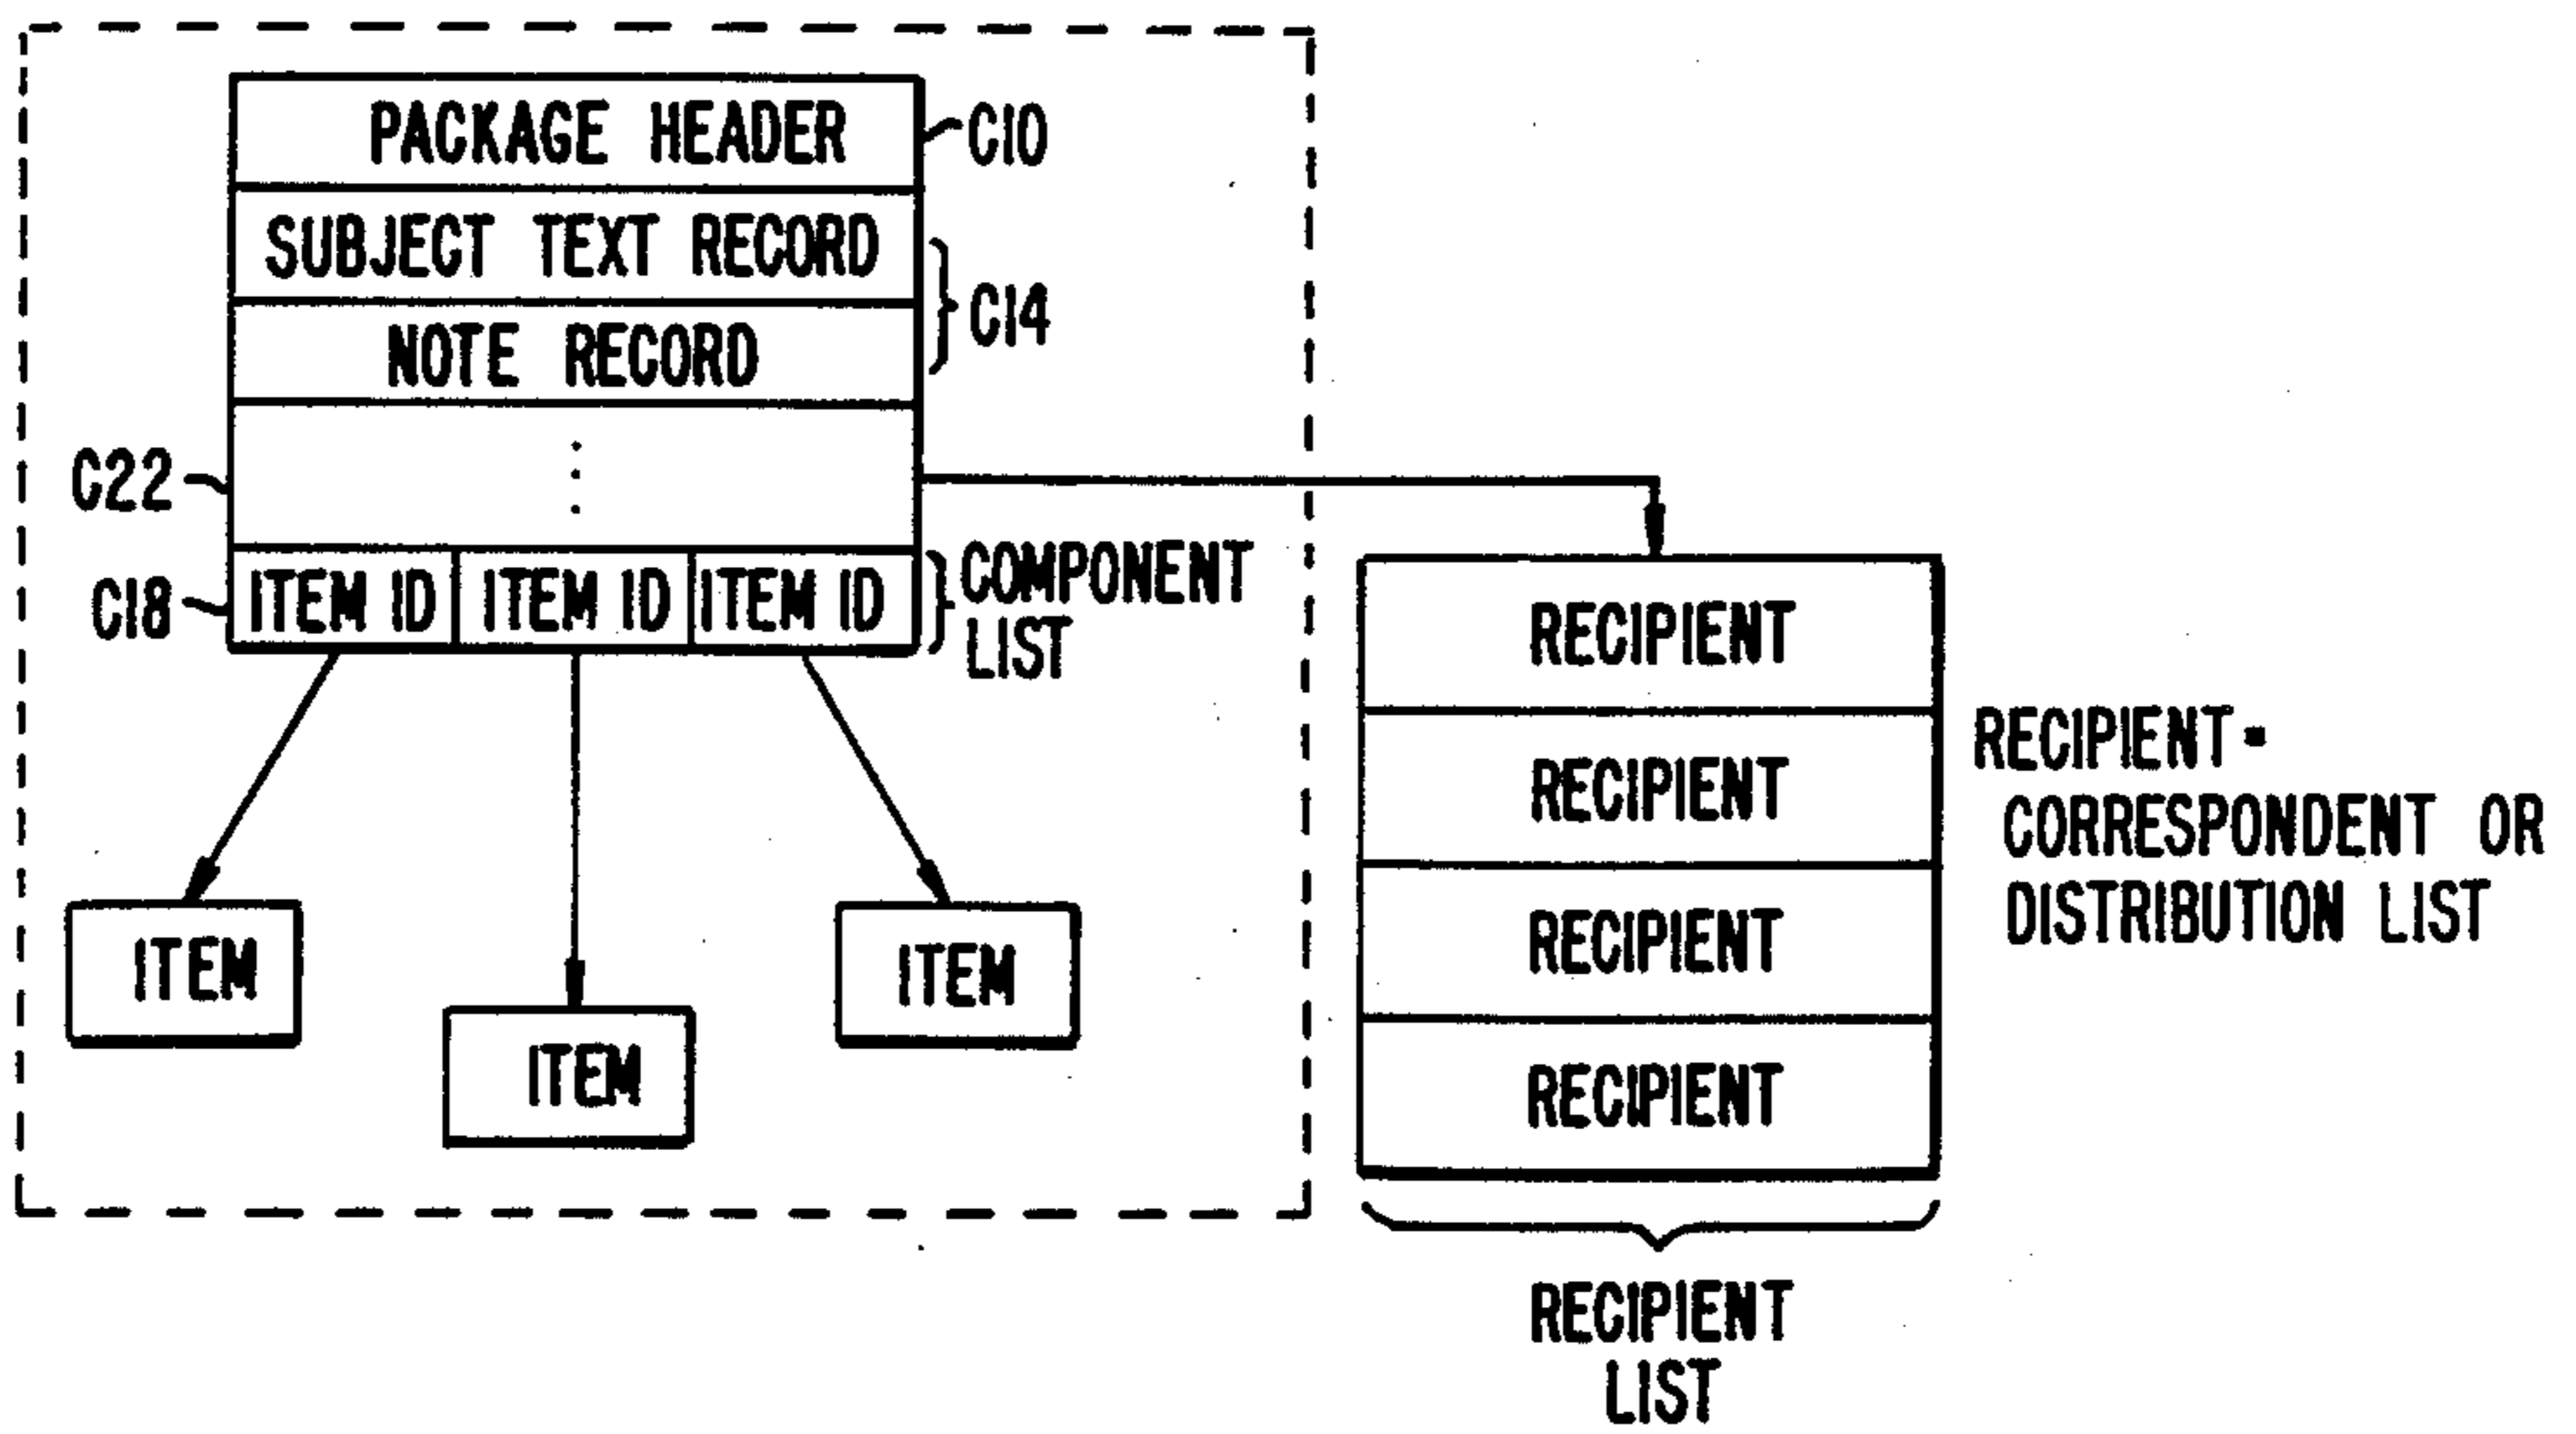 PACKAGE HEADER
C10
SUBJECT TEXT RECORD
C14
NOTE RECORD
C22
C18
ITEM ID
ITEM ID
ITEM ID
COMPONENT
LIST
ITEM
ITEM
ITEM
RECIPIENT
RECIPIENT
RECIPIENT
RECIPIENT
RECIPIENT=
CORRESPONDENT OR
DISTRIBUTION LIST
RECIPIENT
LIST